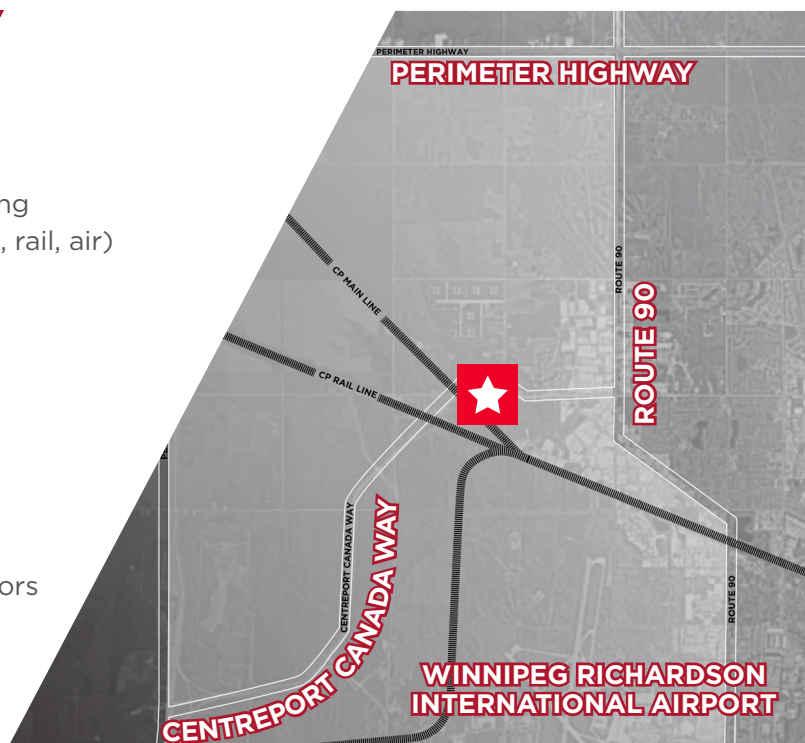 PERIMETER HIGHWAY
PERIMETER HIGHWAY
ng
, rail, air)
CP MAIN LINE
ROUTE 90
ROUTE 90
CP RAIL LINE
CENTREPORT CANADA WAY
CENTREPORT CANADA WAY
ors
ROUTE 90
WINNIPEG RICHARDSON
INTERNATIONAL AIRPORT